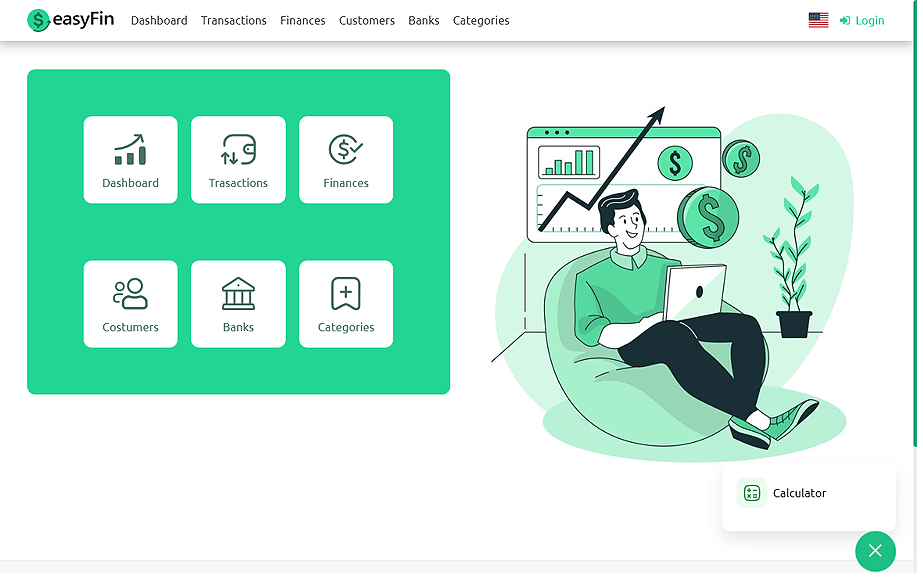 easyFin Dashboard Transactions Finances Customers Banks Categories Login
Dashboard Trasactions Finances
Costumers Banks Categories
Calculator